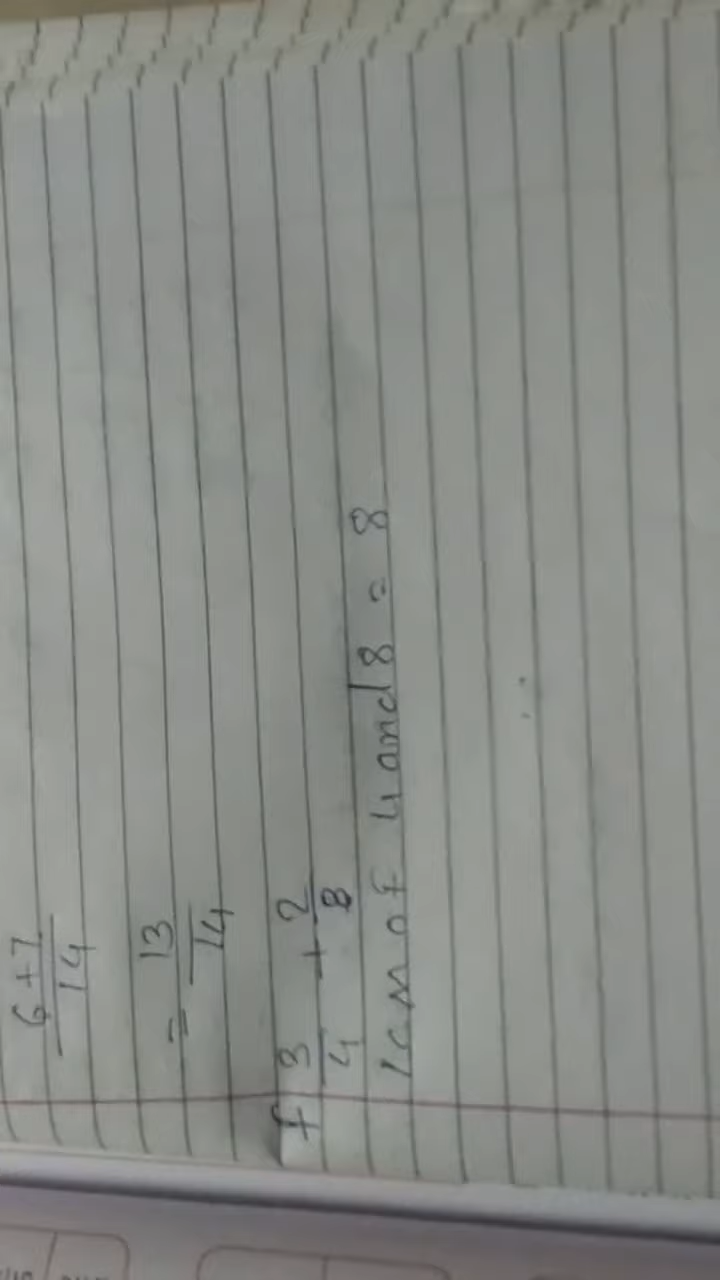 6+7
14
= 13
14
f 3/4 + 2/8
lcm of 4 and 8 = 8